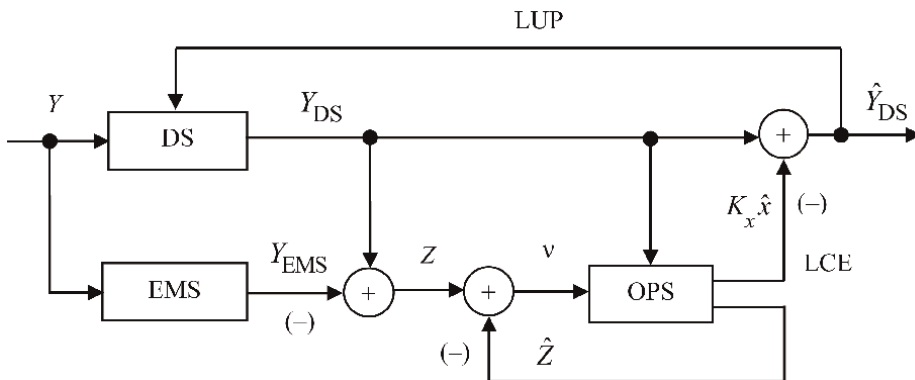 LUP
Y
DS
Y_DS
+
Ŷ_DS
K_x x̂
(–)
LCE
EMS
Y_EMS
(–)
+
Z
+
ν
OPS
(–)
Ẑ